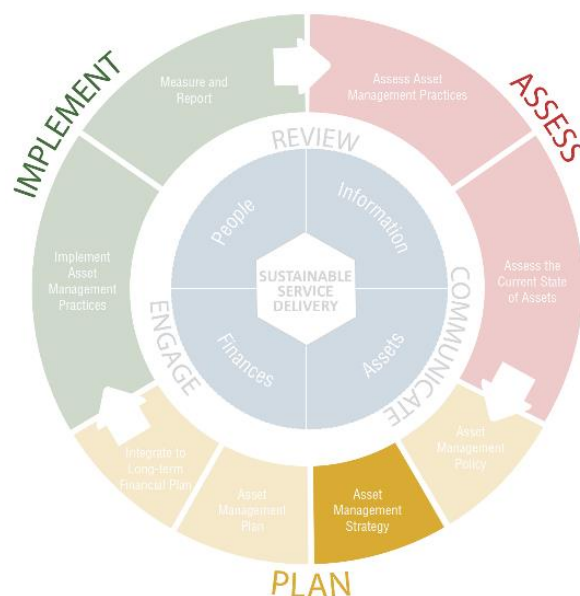 IMPLEMENT
ASSESS
PLAN
Measure and
Report
Assess Asset
Management Practices
Assess the
Current State
of Assets
Asset
Management
Policy
Asset
Management
Strategy
Asset
Management
Plan
Integrate to
Long-term
Financial Plan
Implement
Asset
Management
Practices
REVIEW
COMMUNICATE
ENGAGE
People
Information
Finances
Assets
SUSTAINABLE
SERVICE
DELIVERY